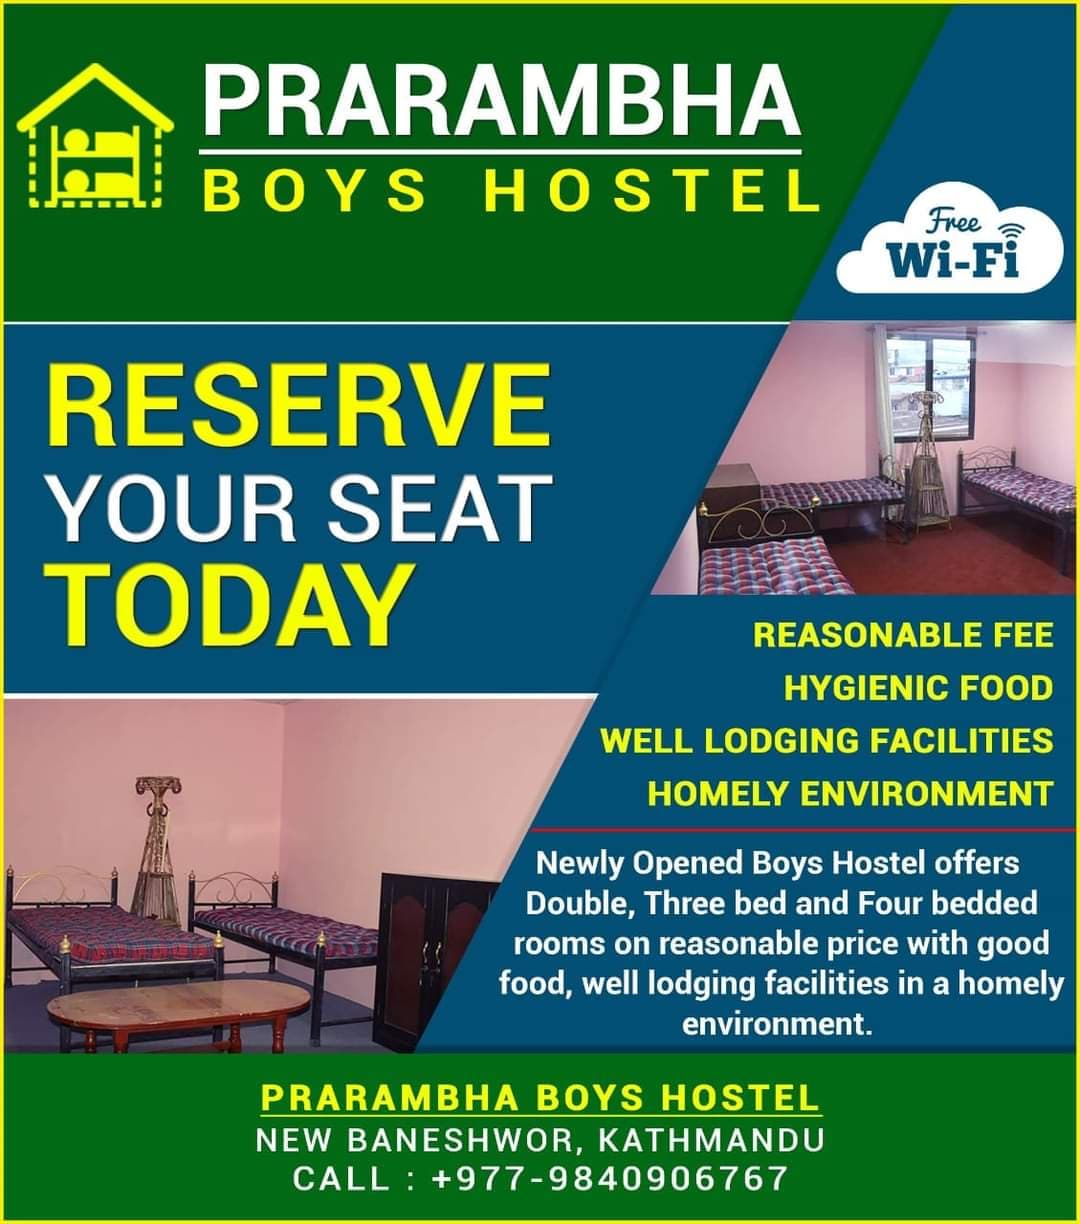 PRARAMBHA
BOYS HOSTEL
Free
Wi-Fi
RESERVE
YOUR SEAT
TODAY
REASONABLE FEE
HYGIENIC FOOD
WELL LODGING FACILITIES
HOMELY ENVIRONMENT
Newly Opened Boys Hostel offers
Double, Three bed and Four bedded
rooms on reasonable price with good
food, well lodging facilities in a homely
environment.
PRARAMBHA BOYS HOSTEL
NEW BANESHWOR, KATHMANDU
CALL : +977-9840906767